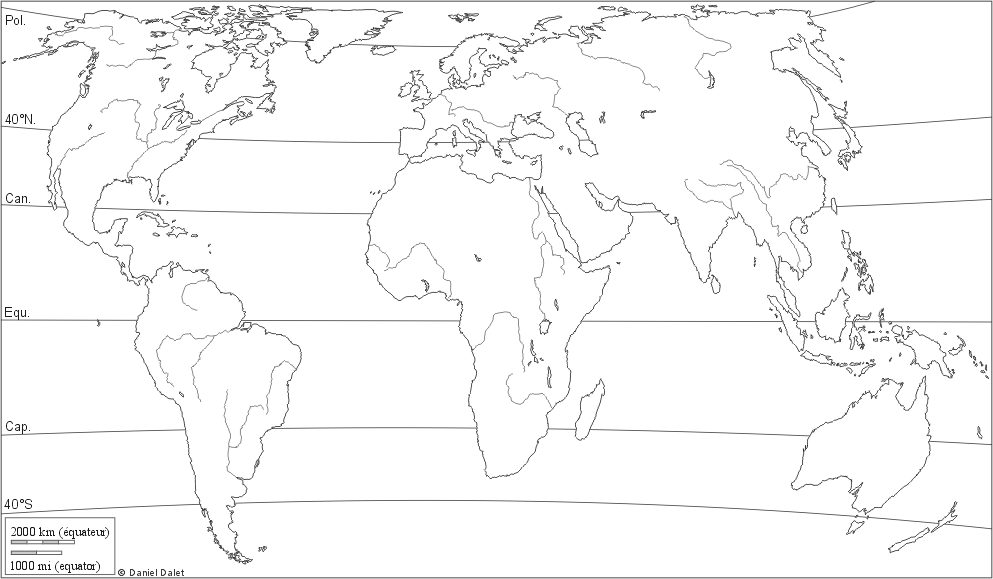 Pol.
40°N.
Can.
Equ.
Cap.
40°S
2000 km (équateur)
1000 mi (equator)
© Daniel Dalet